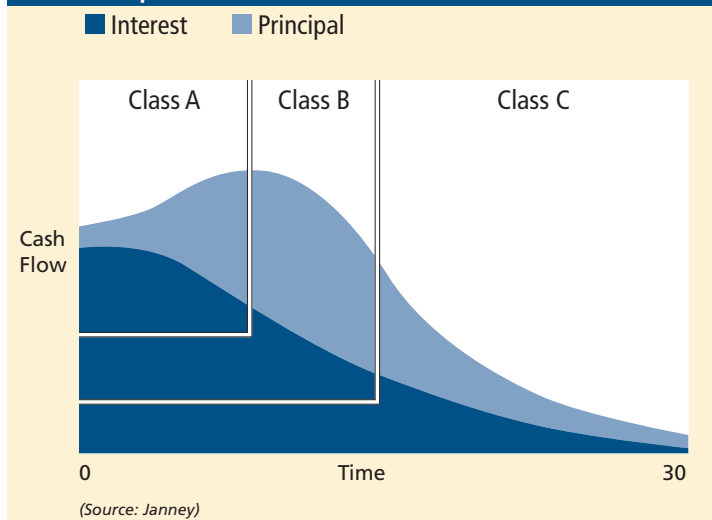 Interest Principal
Class A Class B Class C
Cash
Flow
0 Time 30
(Source: Janney)